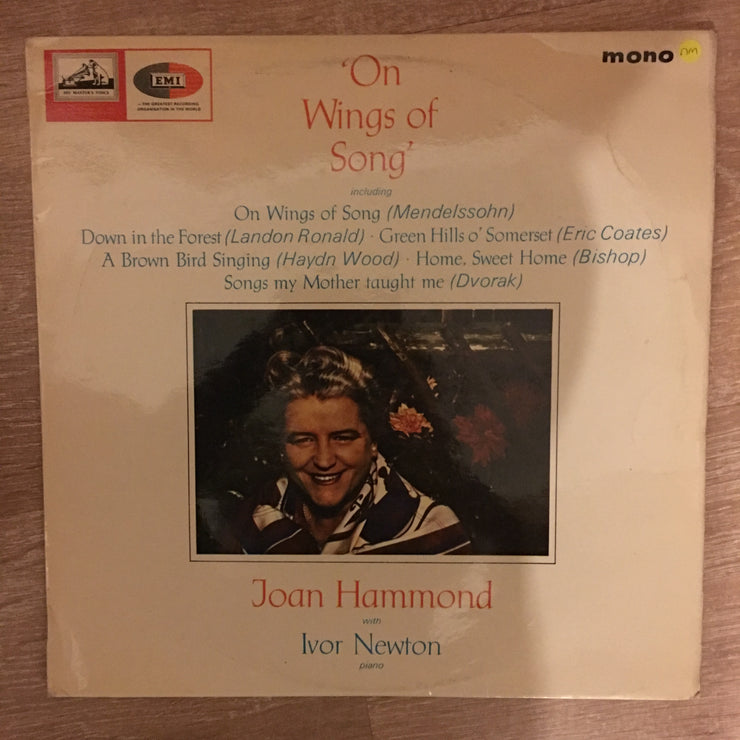 HIS MASTER'S VOICE
EMI
— THE GREATEST RECORDING
ORGANISATION IN THE WORLD
mono
NM
'On
Wings of
Song'
including
On Wings of Song (Mendelssohn)
Down in the Forest (Landon Ronald) · Green Hills o' Somerset (Eric Coates)
A Brown Bird Singing (Haydn Wood) · Home, Sweet Home (Bishop)
Songs my Mother taught me (Dvorak)
Joan Hammond
with
Ivor Newton
piano